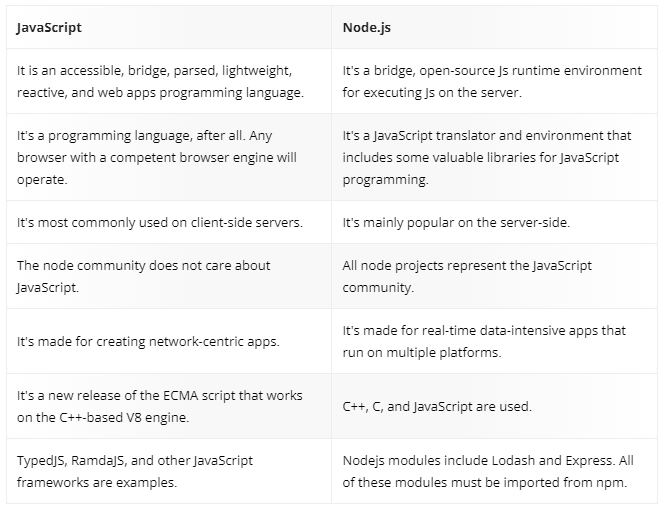 JavaScript
Node.js
It is an accessible, bridge, parsed, lightweight,
reactive, and web apps programming language.
It's a bridge, open-source Js runtime environment
for executing Js on the server.
It's a programming language, after all. Any
browser with a competent browser engine will
operate.
It's a JavaScript translator and environment that
includes some valuable libraries for JavaScript
programming.
It's most commonly used on client-side servers.
It's mainly popular on the server-side.
The node community does not care about
JavaScript.
All node projects represent the JavaScript
community.
It's made for creating network-centric apps.
It's made for real-time data-intensive apps that
run on multiple platforms.
It's a new release of the ECMA script that works
on the C++-based V8 engine.
C++, C, and JavaScript are used.
TypedJS, RamdaJS, and other JavaScript
frameworks are examples.
Nodejs modules include Lodash and Express. All
of these modules must be imported from npm.